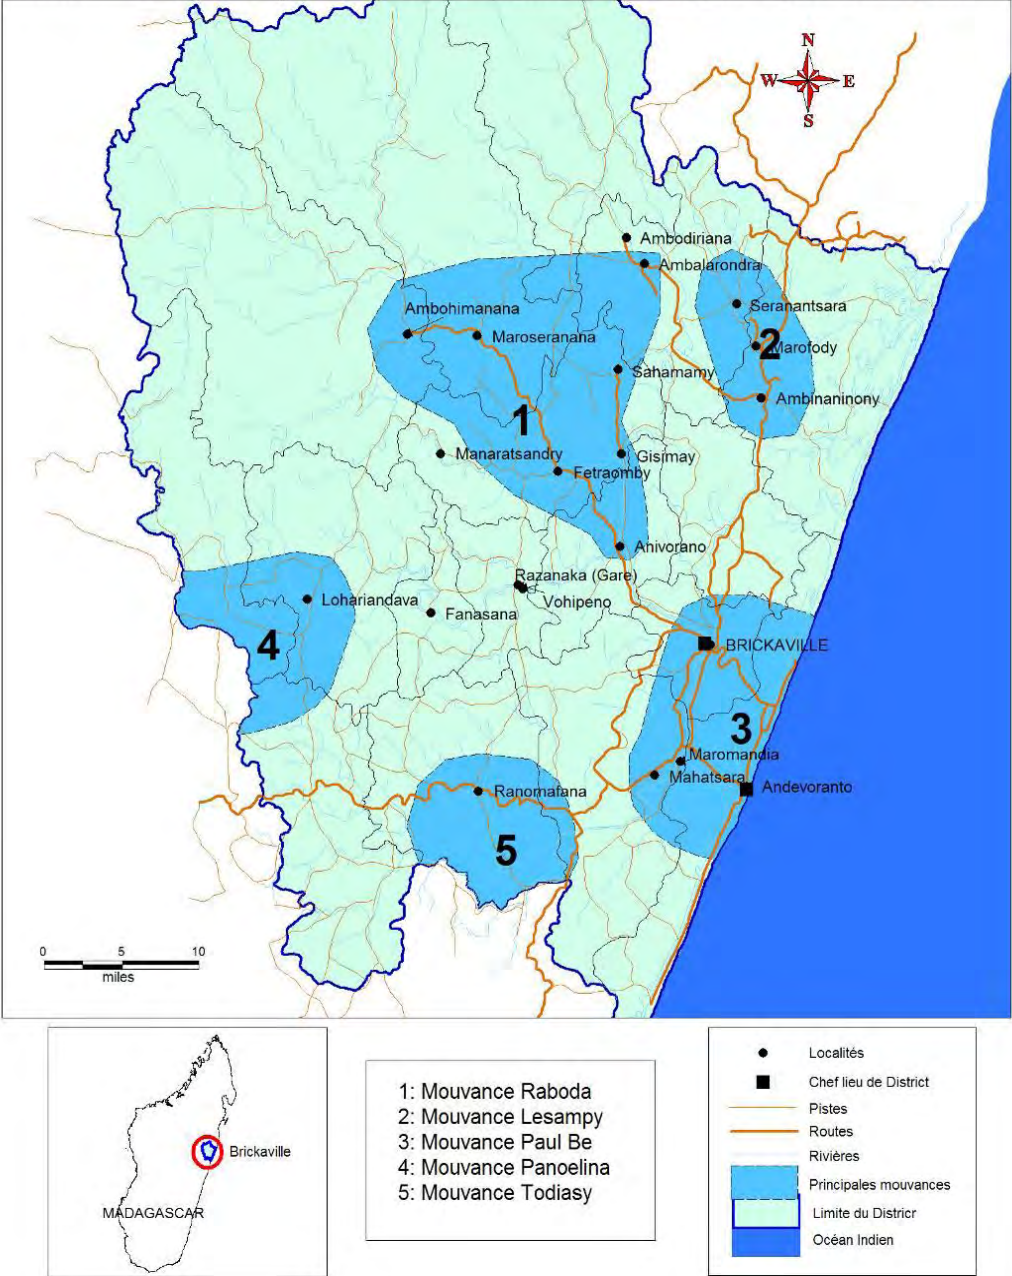 N
W E
S
Ambodiriana
Ambalarondra
Seranantsara
Ambohimanana
Maroseranana
2
Marofody
Sahamamy
Ambinaninony
1
Manaratsandry
Gisimay
Fetraomby
Anivorano
Razanaka (Gare)
Vohipeno
Lohariandava
Fanasana
4
BRICKAVILLE
3
Maromandia
Mahatsara
Andevoranto
Ranomafana
5
0 5 10
miles
Brickaville
MADAGASCAR
1: Mouvance Raboda
2: Mouvance Lesampy
3: Mouvance Paul Be
4: Mouvance Panoelina
5: Mouvance Todiasy
Localités
Chef lieu de District
Pistes
Routes
Rivières
Principales mouvances
Limite du Districr
Océan Indien